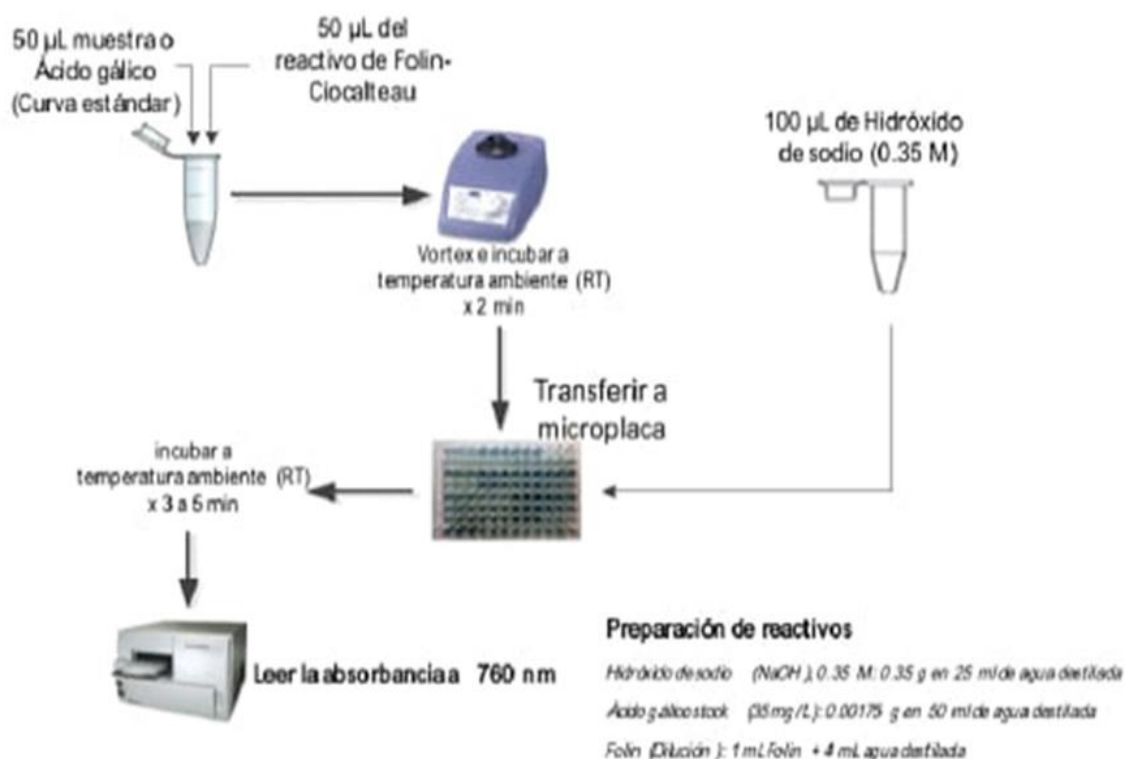 50 µL muestra o
Ácido gálico
(Curva estándar)
50 µL del
reactivo de Folin-
Ciocalteau
100 µL de Hidróxido
de sodio (0.35 M)
Vortex e incubar a
temperatura ambiente (RT)
x 2 min
Transferir a
microplaca
incubar a
temperatura ambiente (RT)
x 3 a 5 min
Leer la absorbancia a 760 nm
Preparación de reactivos
Hidróxido de sodio (NaOH ), 0.35 M: 0.35 g en 25 ml de agua destilada
Ácido gálico stock (35 mg/L): 0.00175 g en 50 ml de agua destilada
Folin (Dilución ): 1 mL Folin + 4 mL agua destilada